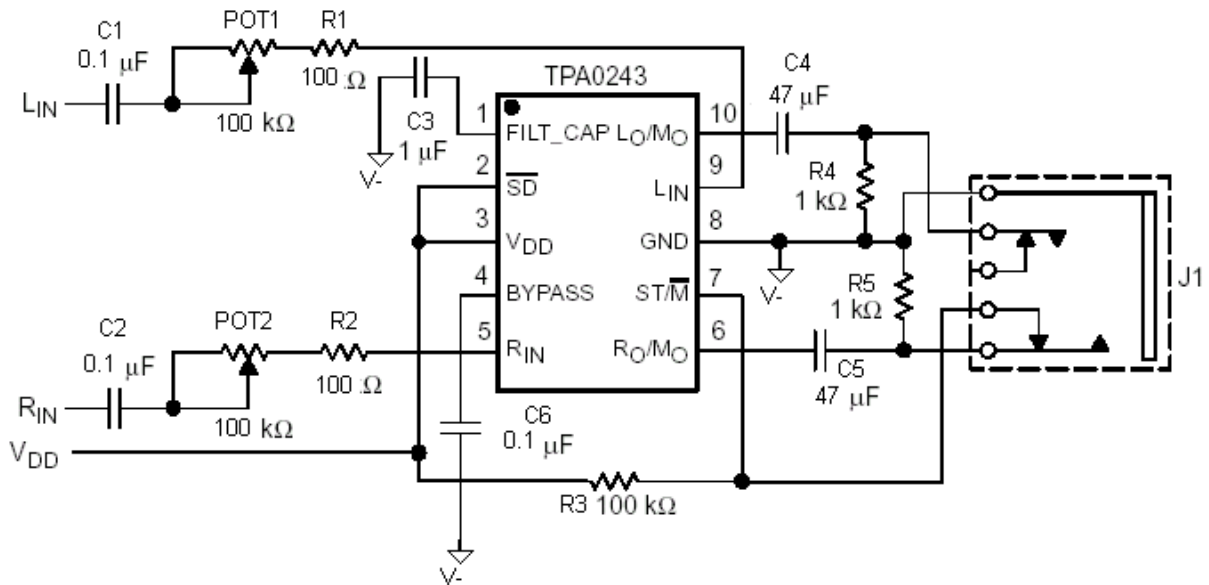 C1
0.1 µF
POT1
R1
100 Ω
100 kΩ
L_IN
C3
1 µF
V-
TPA0243
1
2
3
4
5
FILT_CAP
S̅D̅
V_DD
BYPASS
R_IN
L_O/M_O
L_IN
GND
ST/M̅
R_O/M_O
10
9
8
7
6
C4
47 µF
R4
1 kΩ
V-
R5
1 kΩ
C5
47 µF
J1
C2
0.1 µF
POT2
R2
100 Ω
100 kΩ
R_IN
V_DD
C6
0.1 µF
R3 100 kΩ
V-